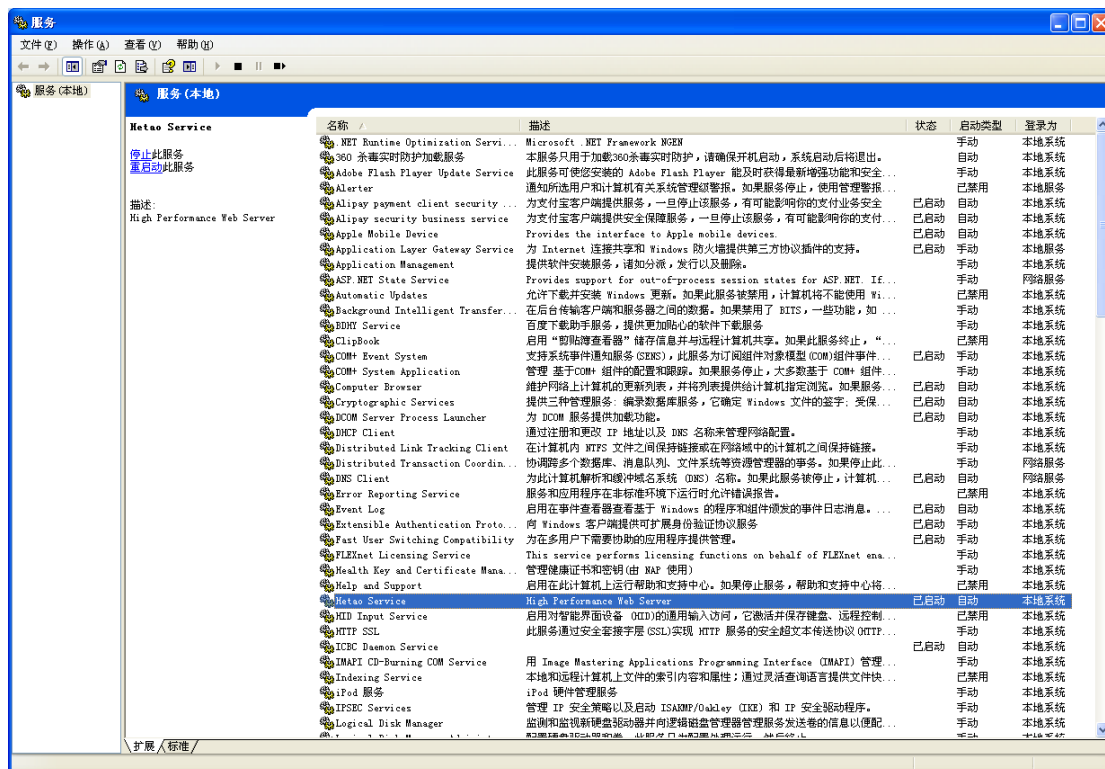 服务
文件(F) 操作(A) 查看(V) 帮助(H)
服务(本地)
服务(本地)
Hetao Service
停止此服务
重启动此服务
描述:
High Performance Web Server
名称 描述 状态 启动类型 登录为
.NET Runtime Optimization Servi... Microsoft .NET Framework NGEN 手动 本地系统
360 杀毒实时防护加载服务 本服务只用于加载360杀毒实时防护，请确保开机启动，系统启动后将退出。 自动 本地系统
Adobe Flash Player Update Service 此服务可使您安装的 Adobe Flash Player 能及时获得最新增强功能和安全... 手动 本地系统
Alerter 通知所选用户和计算机有关系统管理级警报。如果服务停止，使用管理警报... 已禁用 本地服务
Alipay payment client security ... 为支付宝客户端提供服务，一旦停止该服务，有可能影响你的支付业务安全 已启动 自动 本地系统
Alipay security business service 为支付宝客户端提供安全保障服务，一旦停止该服务，有可能影响你的支付... 已启动 自动 本地系统
Apple Mobile Device Provides the interface to Apple mobile devices. 已启动 自动 本地系统
Application Layer Gateway Service 为 Internet 连接共享和 Windows 防火墙提供第三方协议插件的支持。 已启动 手动 本地服务
Application Management 提供软件安装服务，诸如分派，发行以及删除。 手动 本地系统
ASP.NET State Service Provides support for out-of-process session states for ASP.NET. If... 手动 网络服务
Automatic Updates 允许下载并安装 Windows 更新。如果此服务被禁用，计算机将不能使用 Wi... 已禁用 本地系统
Background Intelligent Transfer... 在后台传输客户端和服务器之间的数据。如果禁用了 BITS，一些功能，如 ... 手动 本地系统
BDMY Service 百度下载助手服务，提供更加贴心的软件下载服务 手动 本地系统
ClipBook 启用“剪贴簿查看器”储存信息并与远程计算机共享。如果此服务终止，“... 已禁用 本地系统
COM+ Event System 支持系统事件通知服务(SENS)，此服务为订阅组件对象模型(COM)组件事件... 已启动 手动 本地系统
COM+ System Application 管理 基于COM+ 组件的配置和跟踪。如果服务停止，大多数基于 COM+ 组件... 手动 本地系统
Computer Browser 维护网络上计算机的更新列表，并将列表提供给计算机指定浏览。如果服务... 已启动 自动 本地系统
Cryptographic Services 提供三种管理服务: 编录数据库服务，它确定 Windows 文件的签字; 受保... 已启动 自动 本地系统
DCOM Server Process Launcher 为 DCOM 服务提供加载功能。 已启动 自动 本地系统
DHCP Client 通过注册和更改 IP 地址以及 DNS 名称来管理网络配置。 手动 本地系统
Distributed Link Tracking Client 在计算机内 NTFS 文件之间保持链接或在网络域中的计算机之间保持链接。 手动 本地系统
Distributed Transaction Coordin... 协调跨多个数据库、消息队列、文件系统等资源管理器的事务。如果停止此... 手动 网络服务
DNS Client 为此计算机解析和缓冲域名系统 (DNS) 名称。如果此服务被停止，计算机... 已启动 自动 网络服务
Error Reporting Service 服务和应用程序在非标准环境下运行时允许错误报告。 已禁用 本地系统
Event Log 启用在事件查看器查看基于 Windows 的程序和组件颁发的事件日志消息。... 已启动 自动 本地系统
Extensible Authentication Proto... 向 Windows 客户端提供可扩展身份验证协议服务 已启动 手动 本地系统
Fast User Switching Compatibility 为在多用户下需要协助的应用程序提供管理。 已启动 手动 本地系统
FLEXnet Licensing Service This service performs licensing functions on behalf of FLEXnet ena... 手动 本地系统
Health Key and Certificate Mana... 管理健康证书和密钥(由 NAP 使用) 手动 本地系统
Help and Support 启用在此计算机上运行帮助和支持中心。如果停止服务，帮助和支持中心将... 已禁用 本地系统
Hetao Service High Performance Web Server 已启动 自动 本地系统
HID Input Service 启用对智能界面设备 (HID)的通用输入访问，它激活并保存键盘、远程控制... 已禁用 本地系统
HTTP SSL 此服务通过安全套接字层(SSL)实现 HTTP 服务的安全超文本传送协议(HTTP... 手动 本地系统
ICBC Daemon Service 已启动 自动 本地系统
IMAPI CD-Burning COM Service 用 Image Mastering Applications Programming Interface (IMAPI) 管理... 手动 本地系统
Indexing Service 本地和远程计算机上文件的索引内容和属性；通过灵活查询语言提供文件快... 已禁用 本地系统
iPod 服务 iPod 硬件管理服务 手动 本地系统
IPSEC Services 管理 IP 安全策略以及启动 ISAKMP/Oakley (IKE) 和 IP 安全驱动程序。 手动 本地系统
Logical Disk Manager 监测和监视新硬盘驱动器并向逻辑磁盘管理器管理服务发送卷的信息以便配... 手动 本地系统
扩展 标准